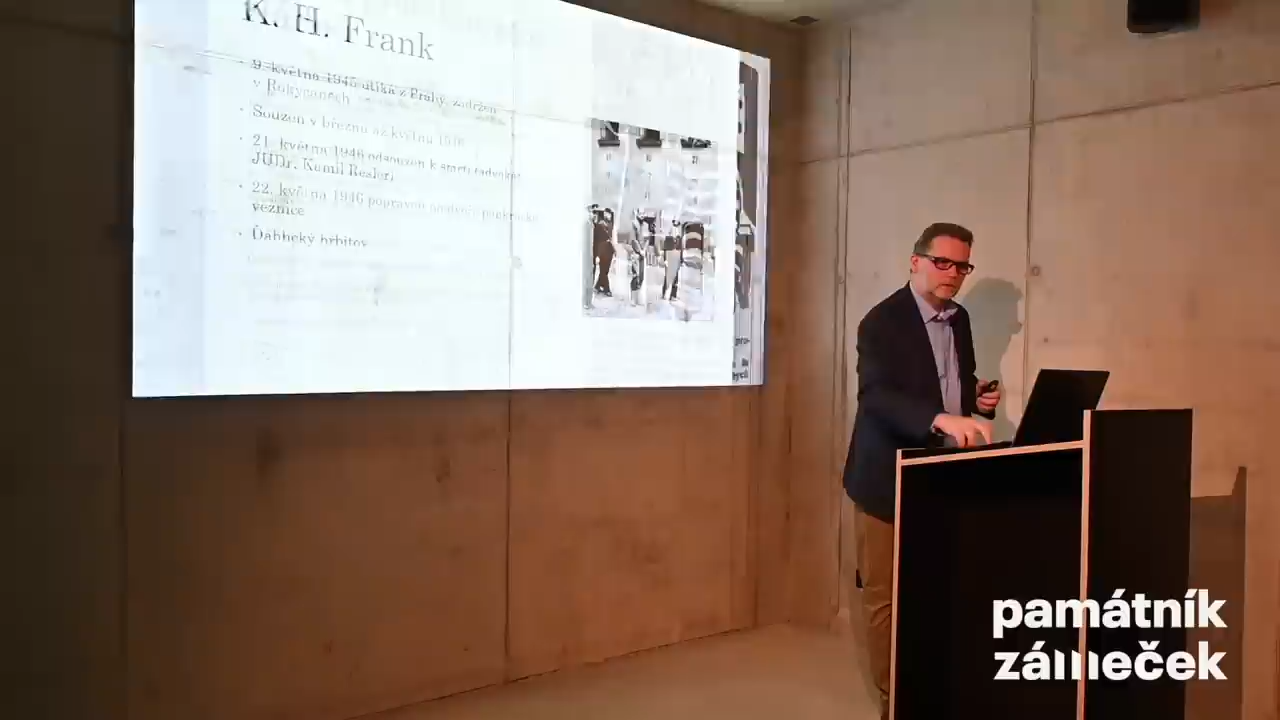 K. H. Frank
· 9. května 1945 utíká z Prahy, zadržen
v Rokycanech
· Souzen v březnu až květnu 1946
· 21. května 1946 odsouzen k smrti
JUDr. Kamil Resler)
· 22. května 1946 popraven
věznice
· Ďáblický hřbitov
památník
zámeček